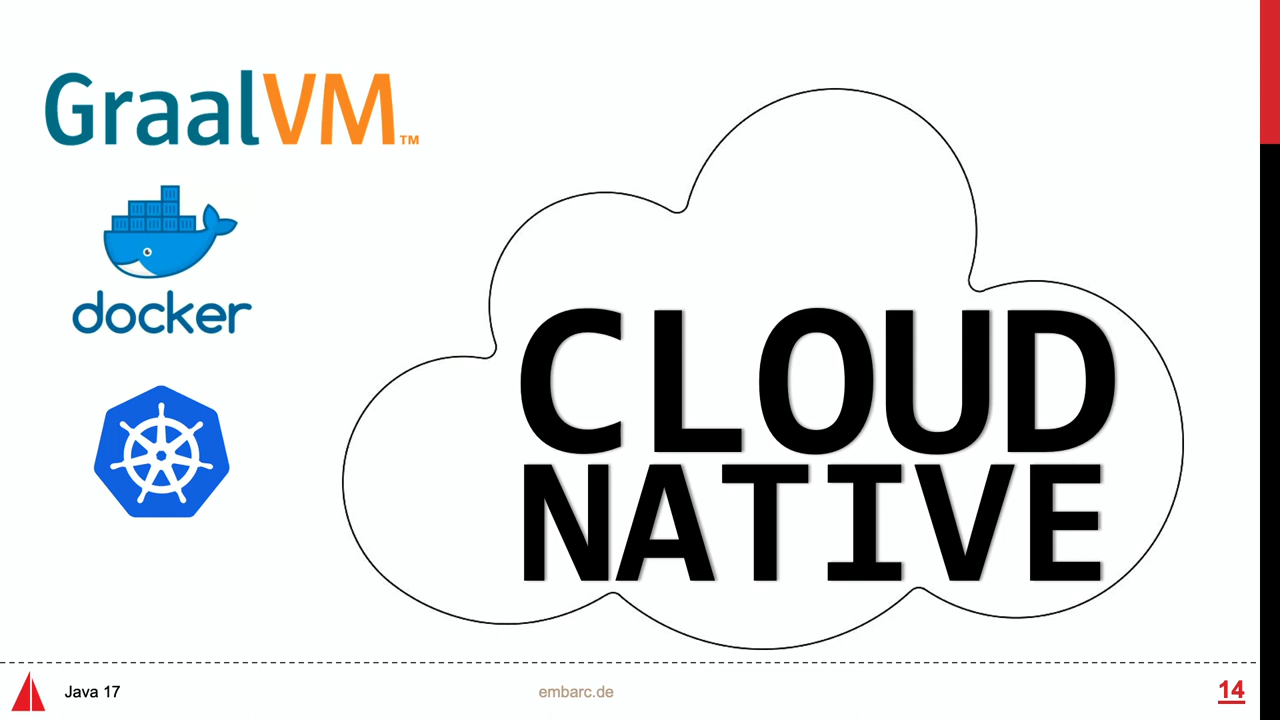 GraalVM™
docker
CLOUD
NATIVE
Java 17
embarc.de
14